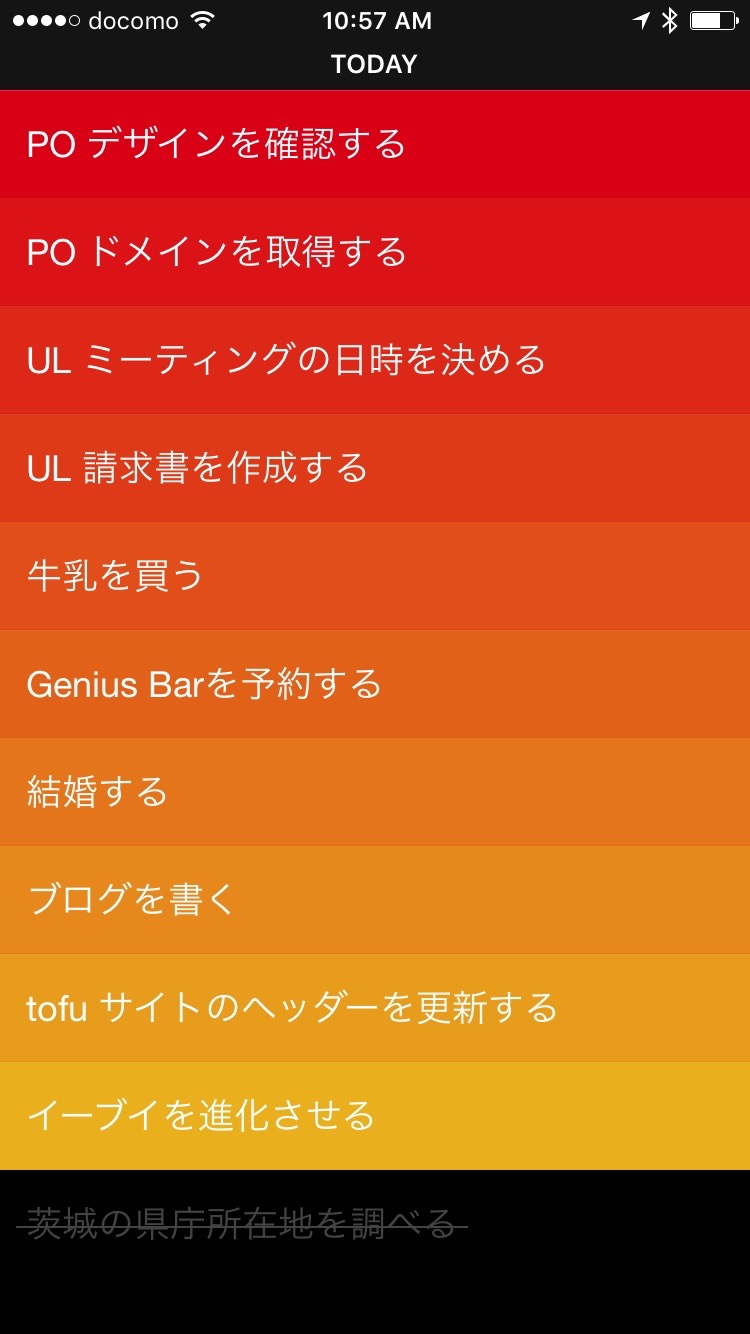 docomo 10:57 AM
TODAY
PO デザインを確認する
PO ドメインを取得する
UL ミーティングの日時を決める
UL 請求書を作成する
牛乳を買う
Genius Barを予約する
結婚する
ブログを書く
tofu サイトのヘッダーを更新する
イーブイを進化させる
茨城の県庁所在地を調べる